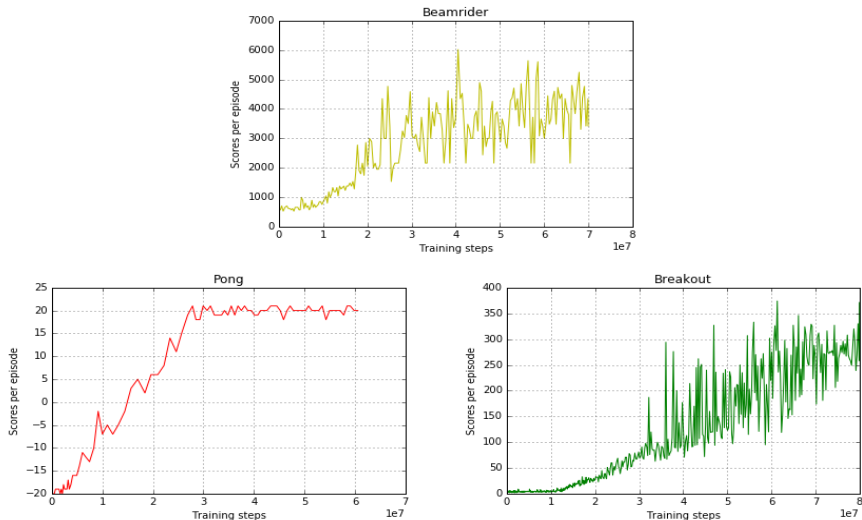 Beamrider
7000
6000
5000
4000
3000
2000
1000
0
Scores per episode
0 1 2 3 4 5 6 7 8
Training steps
1e7
Pong
25
20
15
10
5
0
−5
−10
−15
−20
Scores per episode
0 1 2 3 4 5 6 7
Training steps
1e7
Breakout
400
350
300
250
200
150
100
50
0
Scores per episode
0 1 2 3 4 5 6 7 8
Training steps
1e7